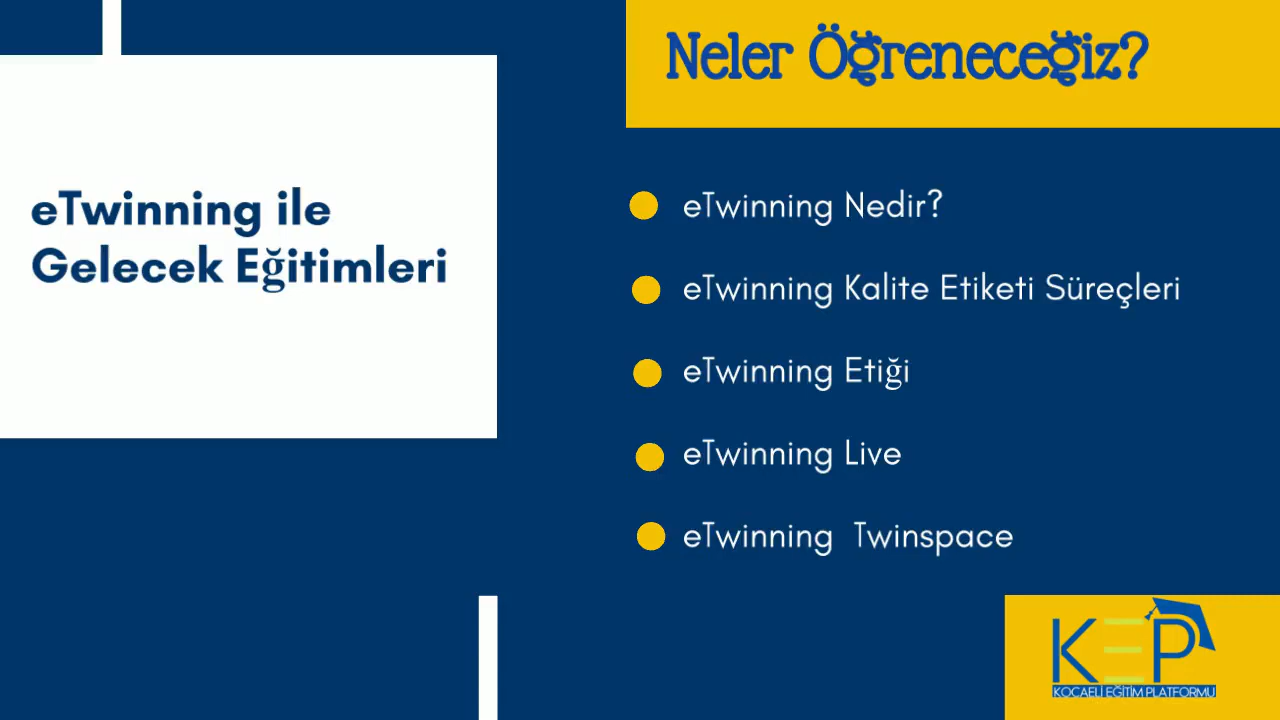 eTwinning ile
Gelecek Eğitimleri
Neler Öğreneceğiz?
eTwinning Nedir?
eTwinning Kalite Etiketi Süreçleri
eTwinning Etiği
eTwinning Live
eTwinning Twinspace
KEP
KOCAELİ EĞİTİM PLATFORMU